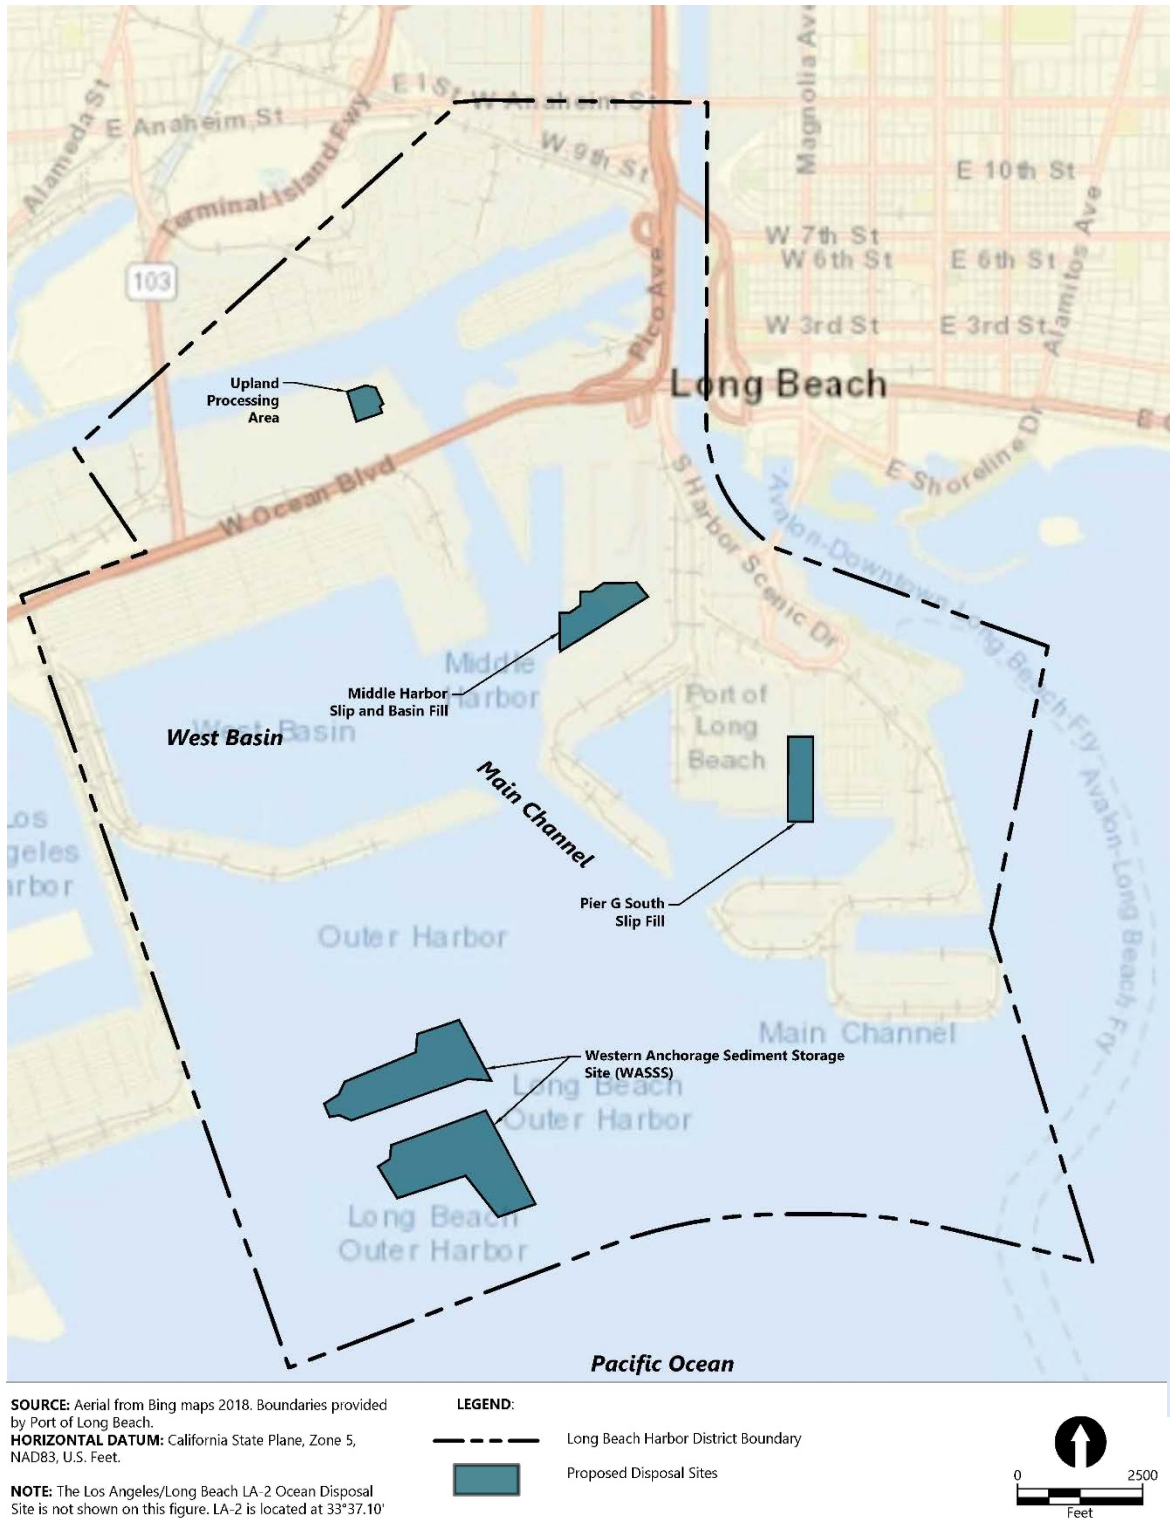 E I St
W Anaheim St
Magnolia Ave
E Anaheim St
Alameda St
W 9th St
E 10th St
Terminal Island Fwy
Alamitos Ave
W 7th St
W 6th St
E 6th St
103
W 3rd St
E 3rd St
Pico Ave
Long Beach
Upland
Processing
Area
E Shoreline Dr
W Ocean Blvd
S Harbor Scenic Dr
Avalon-Downtown Long Beach Fry
Middle
Harbor
Middle Harbor
Slip and Basin Fill
Port of
Long
Beach
West Basin
West Basin
Main Channel
Avalon-Long Beach Fry
Los
geles
arbor
Pier G South
Slip Fill
Outer Harbor
Main Channel
Western Anchorage Sediment Storage
Site (WASSS)
Long Beach
Outer Harbor
Long Beach
Outer Harbor
Pacific Ocean
SOURCE: Aerial from Bing maps 2018. Boundaries provided
by Port of Long Beach.
HORIZONTAL DATUM: California State Plane, Zone 5,
NAD83, U.S. Feet.
NOTE: The Los Angeles/Long Beach LA-2 Ocean Disposal
Site is not shown on this figure. LA-2 is located at 33°37.10'
LEGEND:
Long Beach Harbor District Boundary
Proposed Disposal Sites
0 2500
Feet